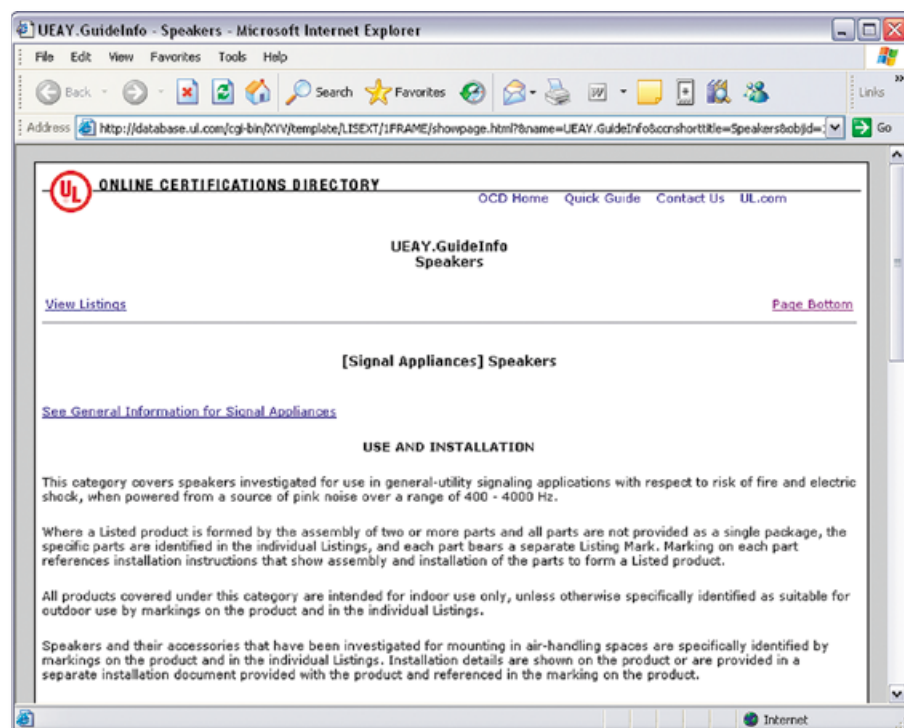 UEAY.GuideInfo - Speakers - Microsoft Internet Explorer
File Edit View Favorites Tools Help
Back Search Favorites Links
Address http://database.ul.com/cgi-bin/XYV/template/LISEXT/1FRAME/showpage.html?&name=UEAY.GuideInfo&ccnshorttitle=Speakers&objid= Go
UL ONLINE CERTIFICATIONS DIRECTORY
OCD Home Quick Guide Contact Us UL.com
UEAY.GuideInfo
Speakers
View Listings Page Bottom
[Signal Appliances] Speakers
See General Information for Signal Appliances
USE AND INSTALLATION
This category covers speakers investigated for use in general-utility signaling applications with respect to risk of fire and electric
shock, when powered from a source of pink noise over a range of 400 - 4000 Hz.
Where a Listed product is formed by the assembly of two or more parts and all parts are not provided as a single package, the
specific parts are identified in the individual Listings, and each part bears a separate Listing Mark. Marking on each part
references installation instructions that show assembly and installation of the parts to form a Listed product.
All products covered under this category are intended for indoor use only, unless otherwise specifically identified as suitable for
outdoor use by markings on the product and in the individual Listings.
Speakers and their accessories that have been investigated for mounting in air-handling spaces are specifically identified by
markings on the product and in the individual Listings. Installation details are shown on the product or are provided in a
separate installation document provided with the product and referenced in the marking on the product.
Internet